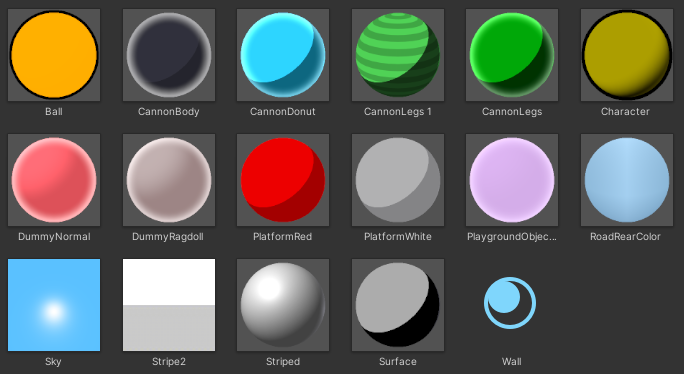 Ball
CannonBody
CannonDonut
CannonLegs 1
CannonLegs
Character
DummyNormal
DummyRagdoll
PlatformRed
PlatformWhite
PlaygroundObjec...
RoadRearColor
Sky
Stripe2
Striped
Surface
Wall